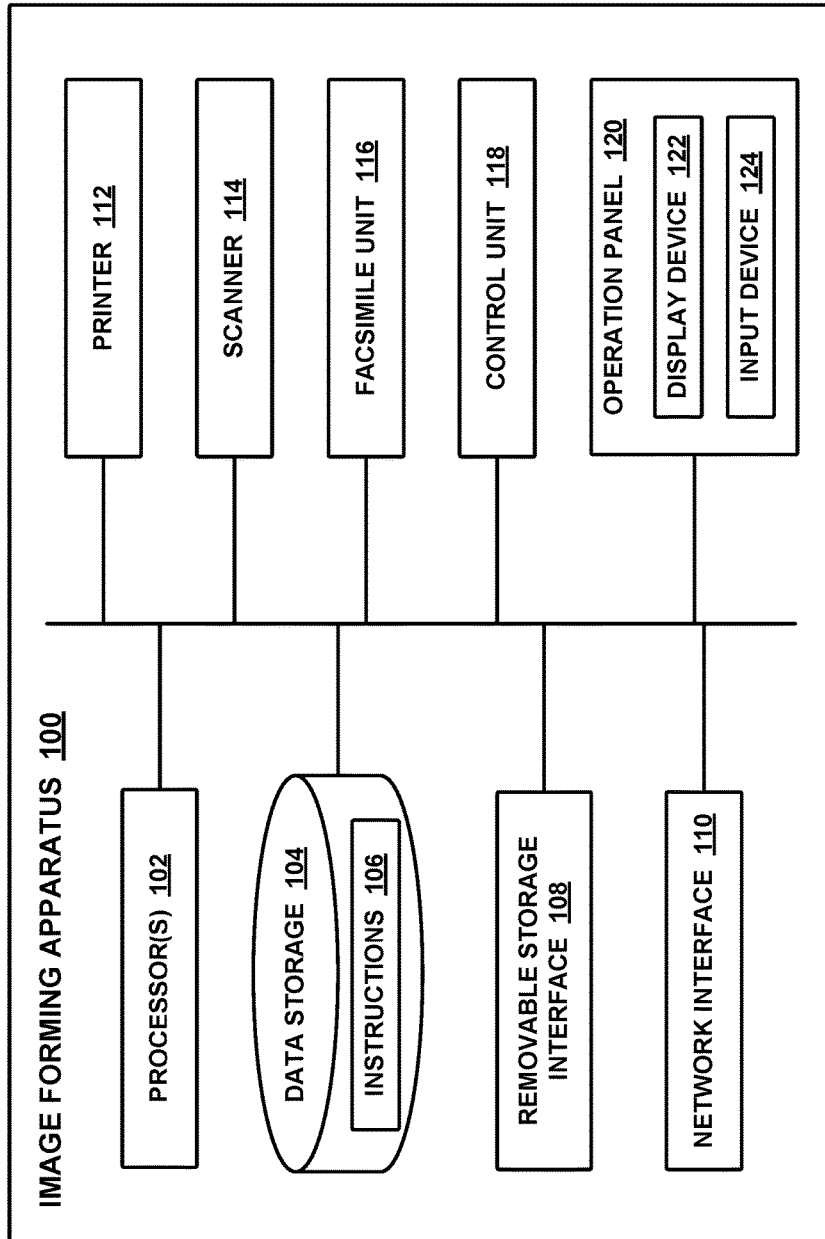 IMAGE FORMING APPARATUS 100
PROCESSOR(S) 102
DATA STORAGE 104
INSTRUCTIONS 106
REMOVABLE STORAGE
INTERFACE 108
NETWORK INTERFACE 110
PRINTER 112
SCANNER 114
FACSIMILE UNIT 116
CONTROL UNIT 118
OPERATION PANEL 120
DISPLAY DEVICE 122
INPUT DEVICE 124